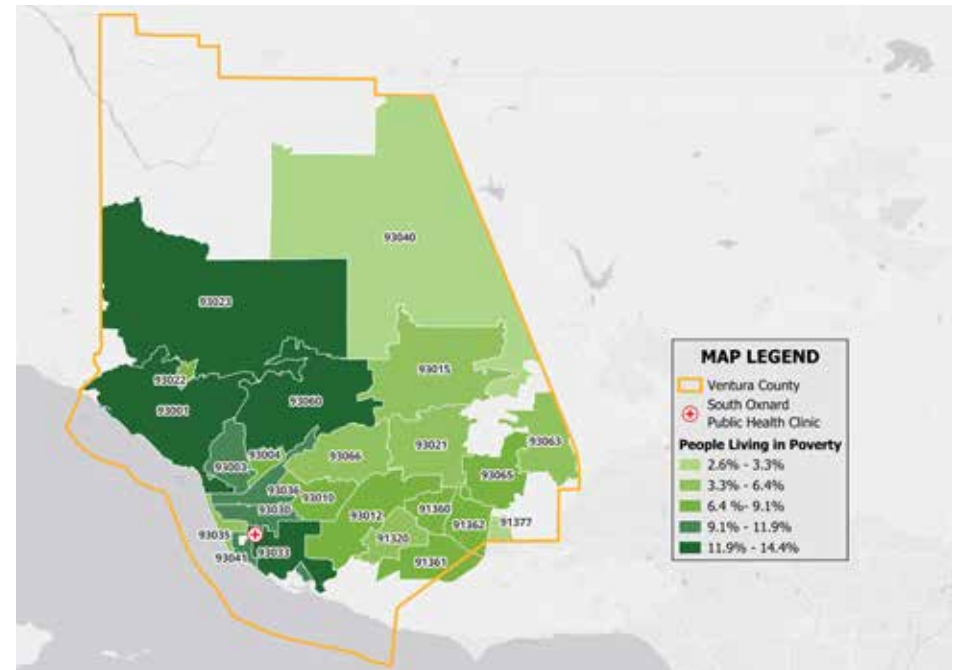 93040
93023
93022
93015
93001
93060
93021
93063
93004
93066
93003
93065
93036
93010
93030
93012
91360
91362
91377
93035
93033
91320
93041
91361
MAP LEGEND
Ventura County
South Oxnard
Public Health Clinic
People Living in Poverty
2.6% - 3.3%
3.3% - 6.4%
6.4 %- 9.1%
9.1% - 11.9%
11.9% - 14.4%